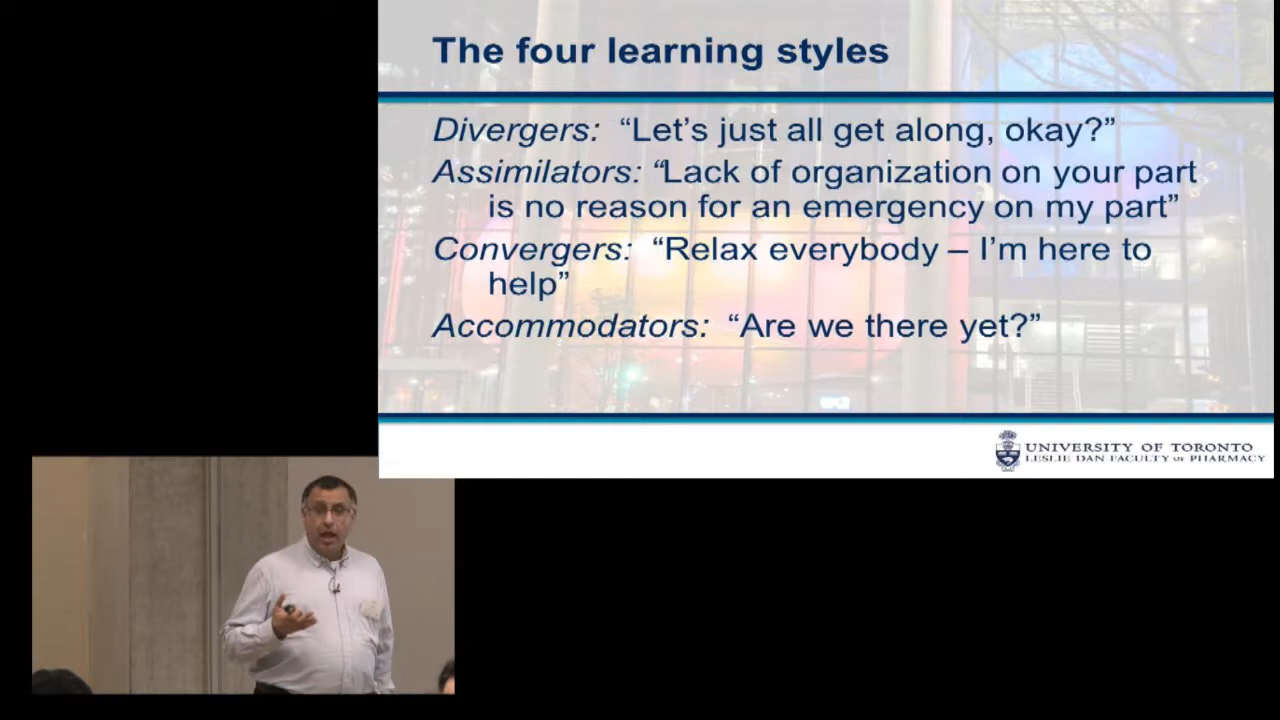 The four learning styles
Divergers: “Let’s just all get along, okay?”
Assimilators: “Lack of organization on your part
is no reason for an emergency on my part”
Convergers: “Relax everybody – I’m here to
help”
Accommodators: “Are we there yet?”
UNIVERSITY OF TORONTO
LESLIE DAN FACULTY OF PHARMACY